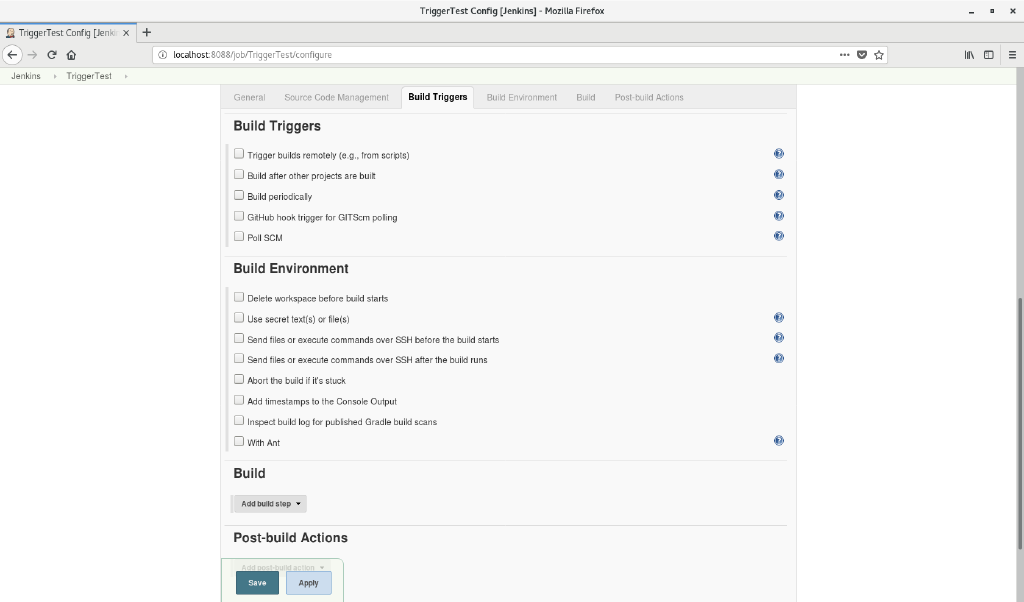 TriggerTest Config [Jenkins] - Mozilla Firefox
TriggerTest Config [Jenki
localhost:8088/job/TriggerTest/configure
Jenkins TriggerTest
General Source Code Management Build Triggers Build Environment Build Post-build Actions
Build Triggers
Trigger builds remotely (e.g., from scripts)
Build after other projects are built
Build periodically
GitHub hook trigger for GITScm polling
Poll SCM
Build Environment
Delete workspace before build starts
Use secret text(s) or file(s)
Send files or execute commands over SSH before the build starts
Send files or execute commands over SSH after the build runs
Abort the build if it's stuck
Add timestamps to the Console Output
Inspect build log for published Gradle build scans
With Ant
Build
Add build step
Post-build Actions
Add post-build action
Save Apply